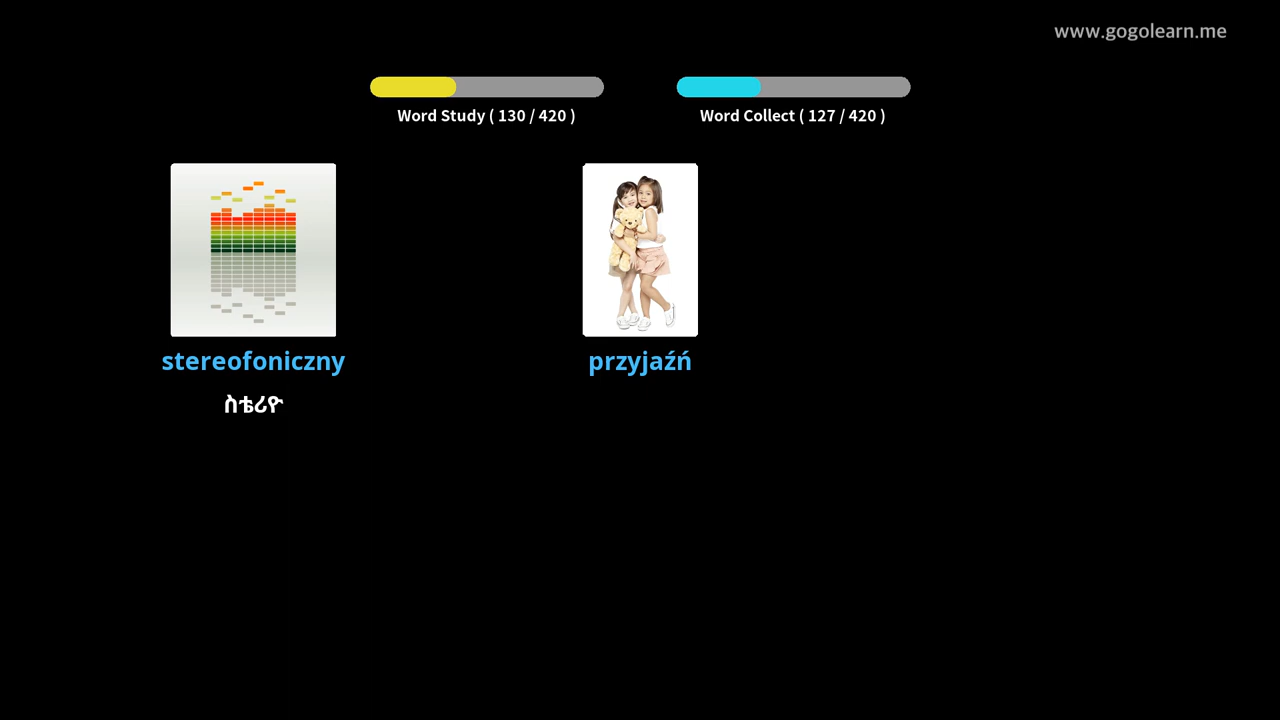 www.gogolearn.me
Word Study ( 130 / 420 )
Word Collect ( 127 / 420 )
stereofoniczny
przyjaźń
ስቴሪዮ